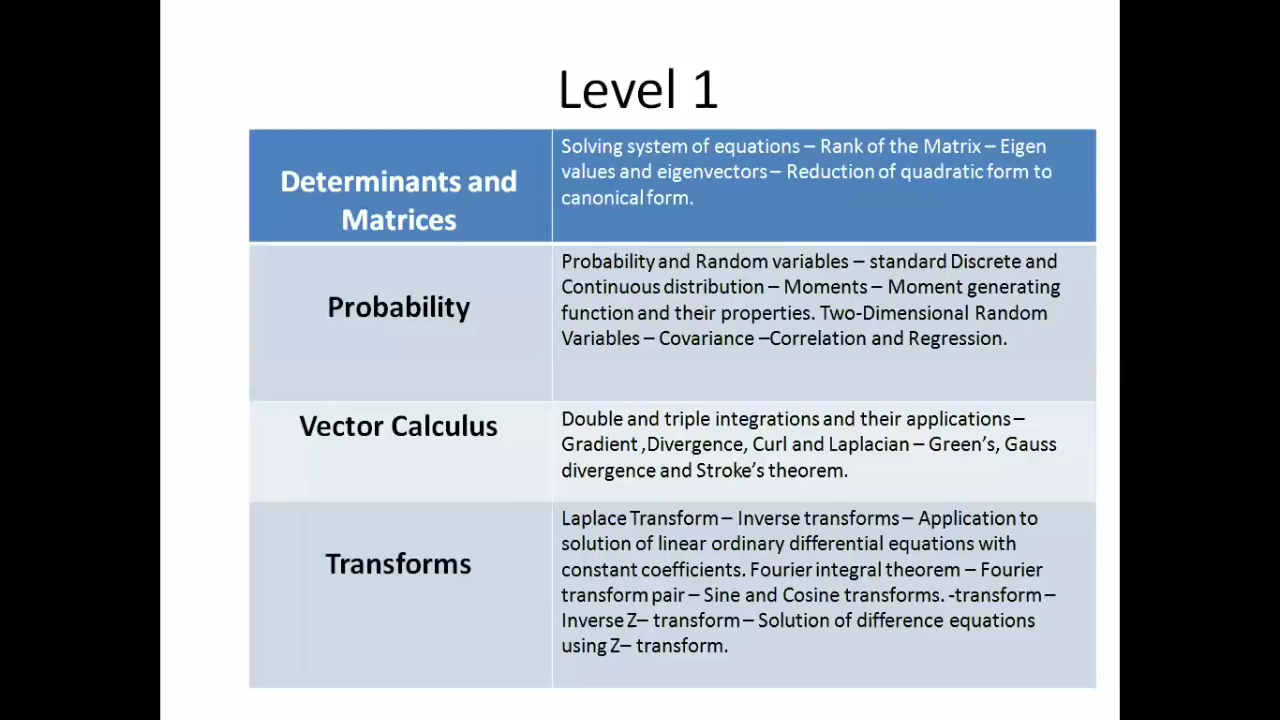 Level 1
Determinants and
Matrices
Solving system of equations – Rank of the Matrix – Eigen
values and eigenvectors – Reduction of quadratic form to
canonical form.
Probability
Probability and Random variables – standard Discrete and
Continuous distribution – Moments – Moment generating
function and their properties. Two-Dimensional Random
Variables – Covariance –Correlation and Regression.
Vector Calculus
Double and triple integrations and their applications –
Gradient ,Divergence, Curl and Laplacian – Green’s, Gauss
divergence and Stroke’s theorem.
Transforms
Laplace Transform – Inverse transforms – Application to
solution of linear ordinary differential equations with
constant coefficients. Fourier integral theorem – Fourier
transform pair – Sine and Cosine transforms. -transform –
Inverse Z– transform – Solution of difference equations
using Z– transform.